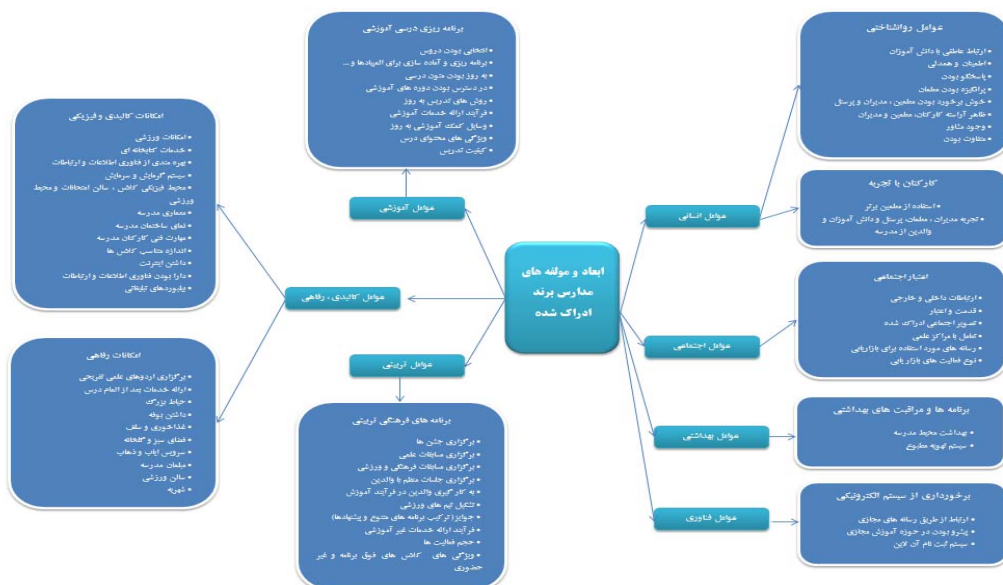 ابعاد و مولفه های
مدارس برند
ادراک شده
عوامل انسانی
عوامل روانشناختی
• ارتباط عاطفی با دانش آموزان
• اطمینان و همدلی
• پاسخگو بودن
• پرانگیزه بودن معلمان
• خوش برخورد بودن معلمین ، مدیران و پرسنل
• ظاهر آراسته کارکنان، معلمین و مدیران
• وجود مشاور
• متفاوت بودن
کارکنان با تجربه
• استفاده از معلمین برتر
• تجربه مدیران ، معلمان، پرسنل و دانش آموزان و
والدین از مدرسه
عوامل اجتماعی
اعتبار اجتماعی
• ارتباطات داخلی و خارجی
• قدمت و اعتبار
• تصویر اجتماعی ادراک شده
• تعامل با مراکز علمی
• رسانه های مورد استفاده برای بازاریابی
• نوع فعالیت های بازاریابی
عوامل بهداشتی
برنامه ها و مراقبت های بهداشتی
• بهداشت محیط مدرسه
• سیستم تهویه مطبوع
عوامل فناوری
برخورداری از سیستم الکترونیکی
• ارتباط از طریق رسانه های مجازی
• پیشرو بودن در حوزه آموزش مجازی
• سیستم ثبت نام آن لاین
عوامل آموزشی
برنامه ریزی درسی آموزشی
• انتخابی بودن دروس
• برنامه ریزی و آماده سازی برای المپیادها و ...
• به روز بودن متون درسی
• در دسترس بودن دوره های آموزشی
• روش های تدریس به روز
• فرآیند ارائه خدمات آموزشی
• وسایل کمک آموزشی به روز
• ویژگی های محتوای درس
• کیفیت تدریس
عوامل کالبدی ، رفاهی
امکانات کالبدی و فیزیکی
• امکانات ورزشی
• خدمات کتابخانه ای
• بهره مندی از فناوری اطلاعات و ارتباطات
• سیستم گرمایش و سرمایش
• محیط فیزیکی کلاس ، سالن امتحانات و محیط
ورزشی
• معماری مدرسه
• نمای ساختمان مدرسه
• مهارت فنی کارکنان مدرسه
• اندازه مناسب کلاس ها
• داشتن اینترنت
• دارا بودن فناوری اطلاعات و ارتباطات
• بیلبوردهای تبلیغاتی
امکانات رفاهی
• برگزاری اردوهای علمی تفریحی
• ارائه خدمات بعد از اتمام درس
• حیاط بزرگ
• داشتن بوفه
• غذاخوری و سلف
• فضای سبز و گلخانه
• سرویس ایاب و ذهاب
• مبلمان مدرسه
• سالن ورزشی
• شهریه
عوامل تربیتی
برنامه های فرهنگی تربیتی
• برگزاری جشن ها
• برگزاری مسابقات علمی
• برگزاری مسابقات فرهنگی و ورزشی
• برگزاری جلسات منظم با والدین
• به کارگیری والدین در فرآیند آموزش
• تشکیل تیم های ورزشی
• جوایز(ترکیب برنامه های متنوع و پیشنهادها)
• فرآیند ارائه خدمات غیر آموزشی
• حجم فعالیت ها
• ویژگی های کلاس های فوق برنامه و غیر
حضوری